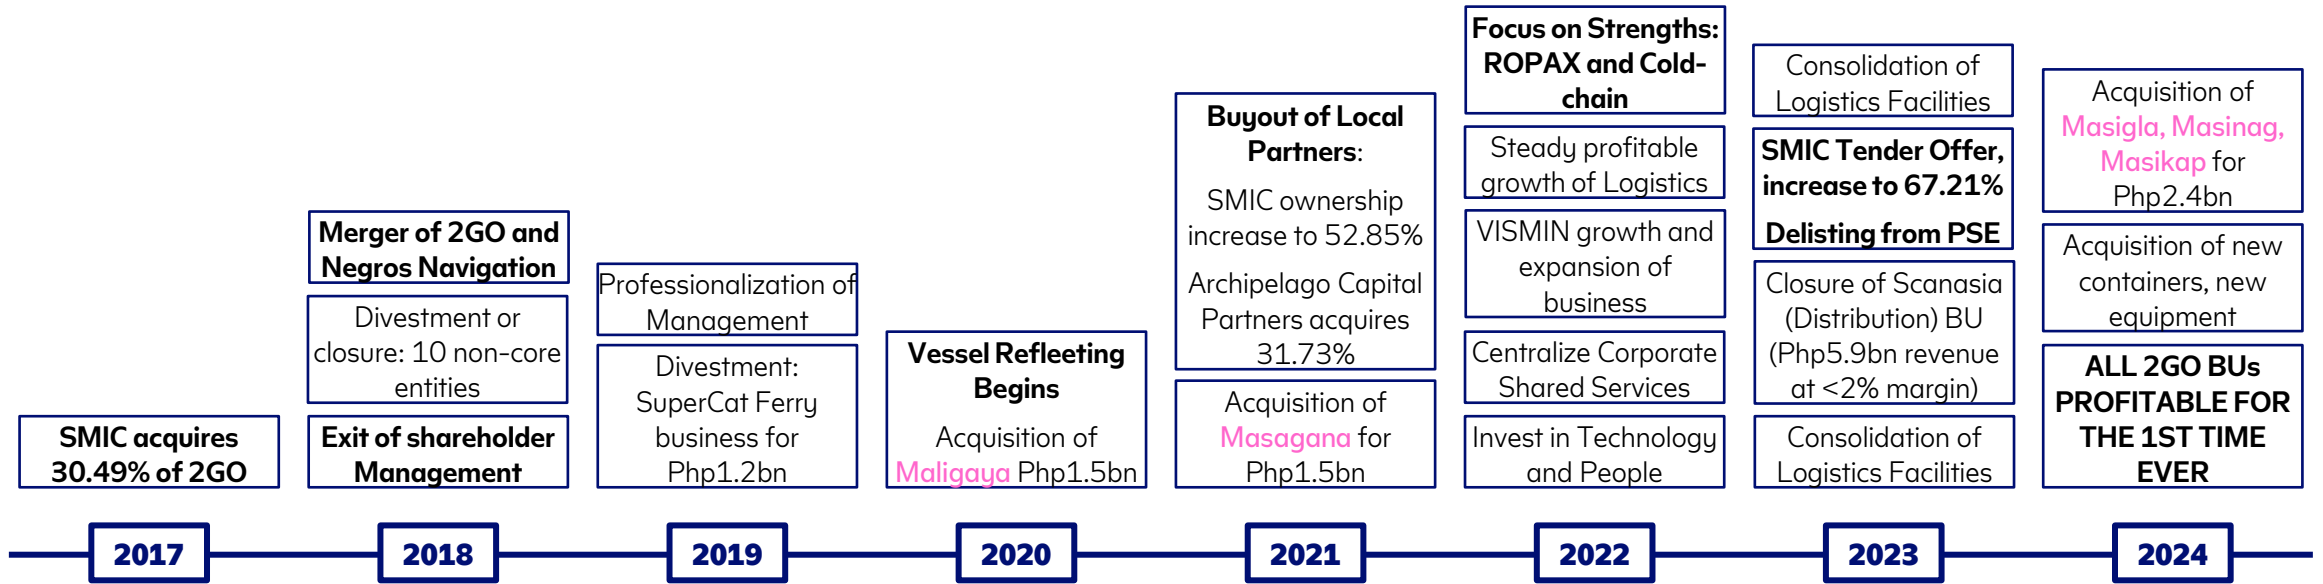 SMIC acquires
30.49% of 2GO
2017
Merger of 2GO and
Negros Navigation
Divestment or
closure: 10 non-core
entities
Exit of shareholder
Management
2018
Professionalization of
Management
Divestment:
SuperCat Ferry
business for
Php1.2bn
2019
Vessel Refleeting
Begins
Acquisition of
Maligaya Php1.5bn
2020
Buyout of Local
Partners:
SMIC ownership
increase to 52.85%
Archipelago Capital
Partners acquires
31.73%
Acquisition of
Masagana for
Php1.5bn
2021
Focus on Strengths:
ROPAX and Cold-
chain
Steady profitable
growth of Logistics
VISMIN growth and
expansion of
business
Centralize Corporate
Shared Services
Invest in Technology
and People
2022
Consolidation of
Logistics Facilities
SMIC Tender Offer,
increase to 67.21%
Delisting from PSE
Closure of Scanasia
(Distribution) BU
(Php5.9bn revenue
at <2% margin)
Consolidation of
Logistics Facilities
2023
Acquisition of
Masigla, Masinag,
Masikap for
Php2.4bn
Acquisition of new
containers, new
equipment
ALL 2GO BUs
PROFITABLE FOR
THE 1ST TIME
EVER
2024